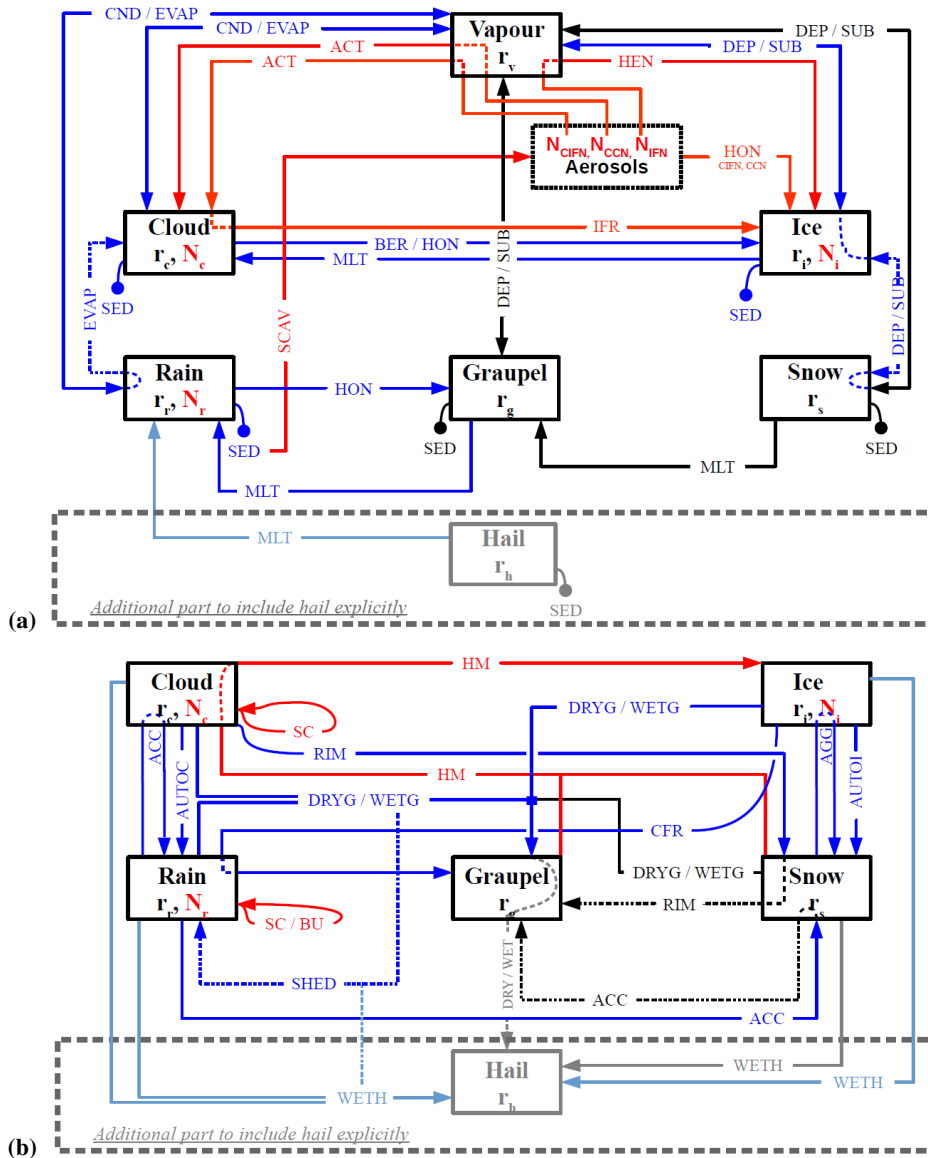 CND / EVAP
CND / EVAP
ACT
ACT
Vapour
r_v
DEP / SUB
DEP / SUB
HEN
N_CIFN, N_CCN, N_IFN
Aerosols
HON
CIFN, CCN
Cloud
r_c, N_c
IFR
BER / HON
MLT
Ice
r_i, N_i
SED
EVAP
SCAV
DEP / SUB
SED
DEP / SUB
Rain
r_r, N_r
HON
Graupel
r_g
Snow
r_s
SED
SED
SED
MLT
MLT
MLT
Hail
r_h
SED
Additional part to include hail explicitly
(a)
Cloud
r_c, N_c
HM
Ice
r_i, N_i
SC
DRYG / WETG
ACC
AUTOC
RIM
AGG
AUTOI
HM
DRYG / WETG
CFR
Rain
r_r, N_r
Graupel
r_g
DRYG / WETG
Snow
r_s
SC / BU
RIM
DRY / WET
SHED
ACC
ACC
Hail
r_h
WETH
WETH
WETH
Additional part to include hail explicitly
(b)